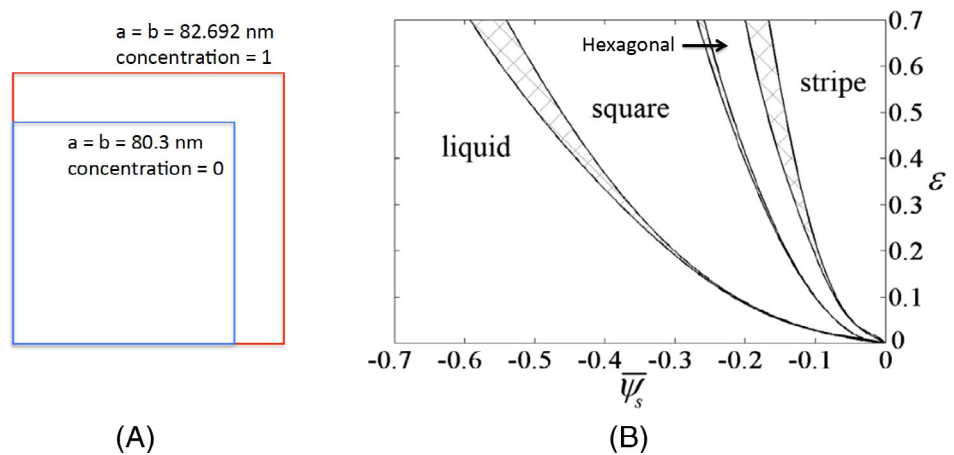 a = b = 82.692 nm
concentration = 1
a = b = 80.3 nm
concentration = 0
(A)
Hexagonal
liquid
square
stripe
0.7
0.6
0.5
0.4
0.3
0.2
0.1
0
ε
-0.7 -0.6 -0.5 -0.4 -0.3 -0.2 -0.1 0
ψ̅s
(B)